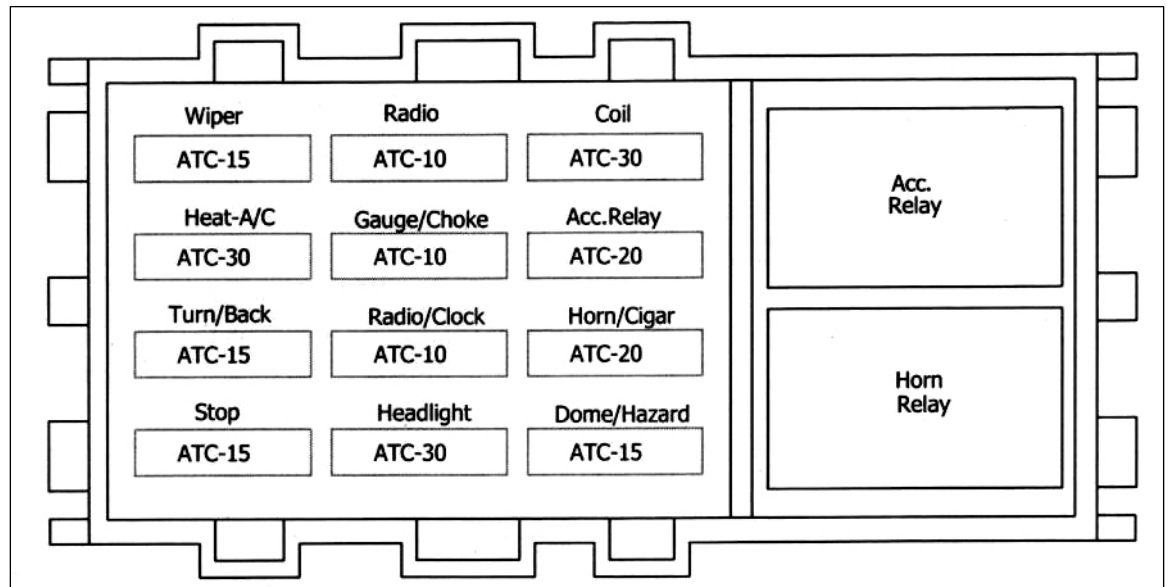 Wiper
ATC-15
Radio
ATC-10
Coil
ATC-30
Heat-A/C
ATC-30
Gauge/Choke
ATC-10
Acc.Relay
ATC-20
Turn/Back
ATC-15
Radio/Clock
ATC-10
Horn/Cigar
ATC-20
Stop
ATC-15
Headlight
ATC-30
Dome/Hazard
ATC-15
Acc.
Relay
Horn
Relay